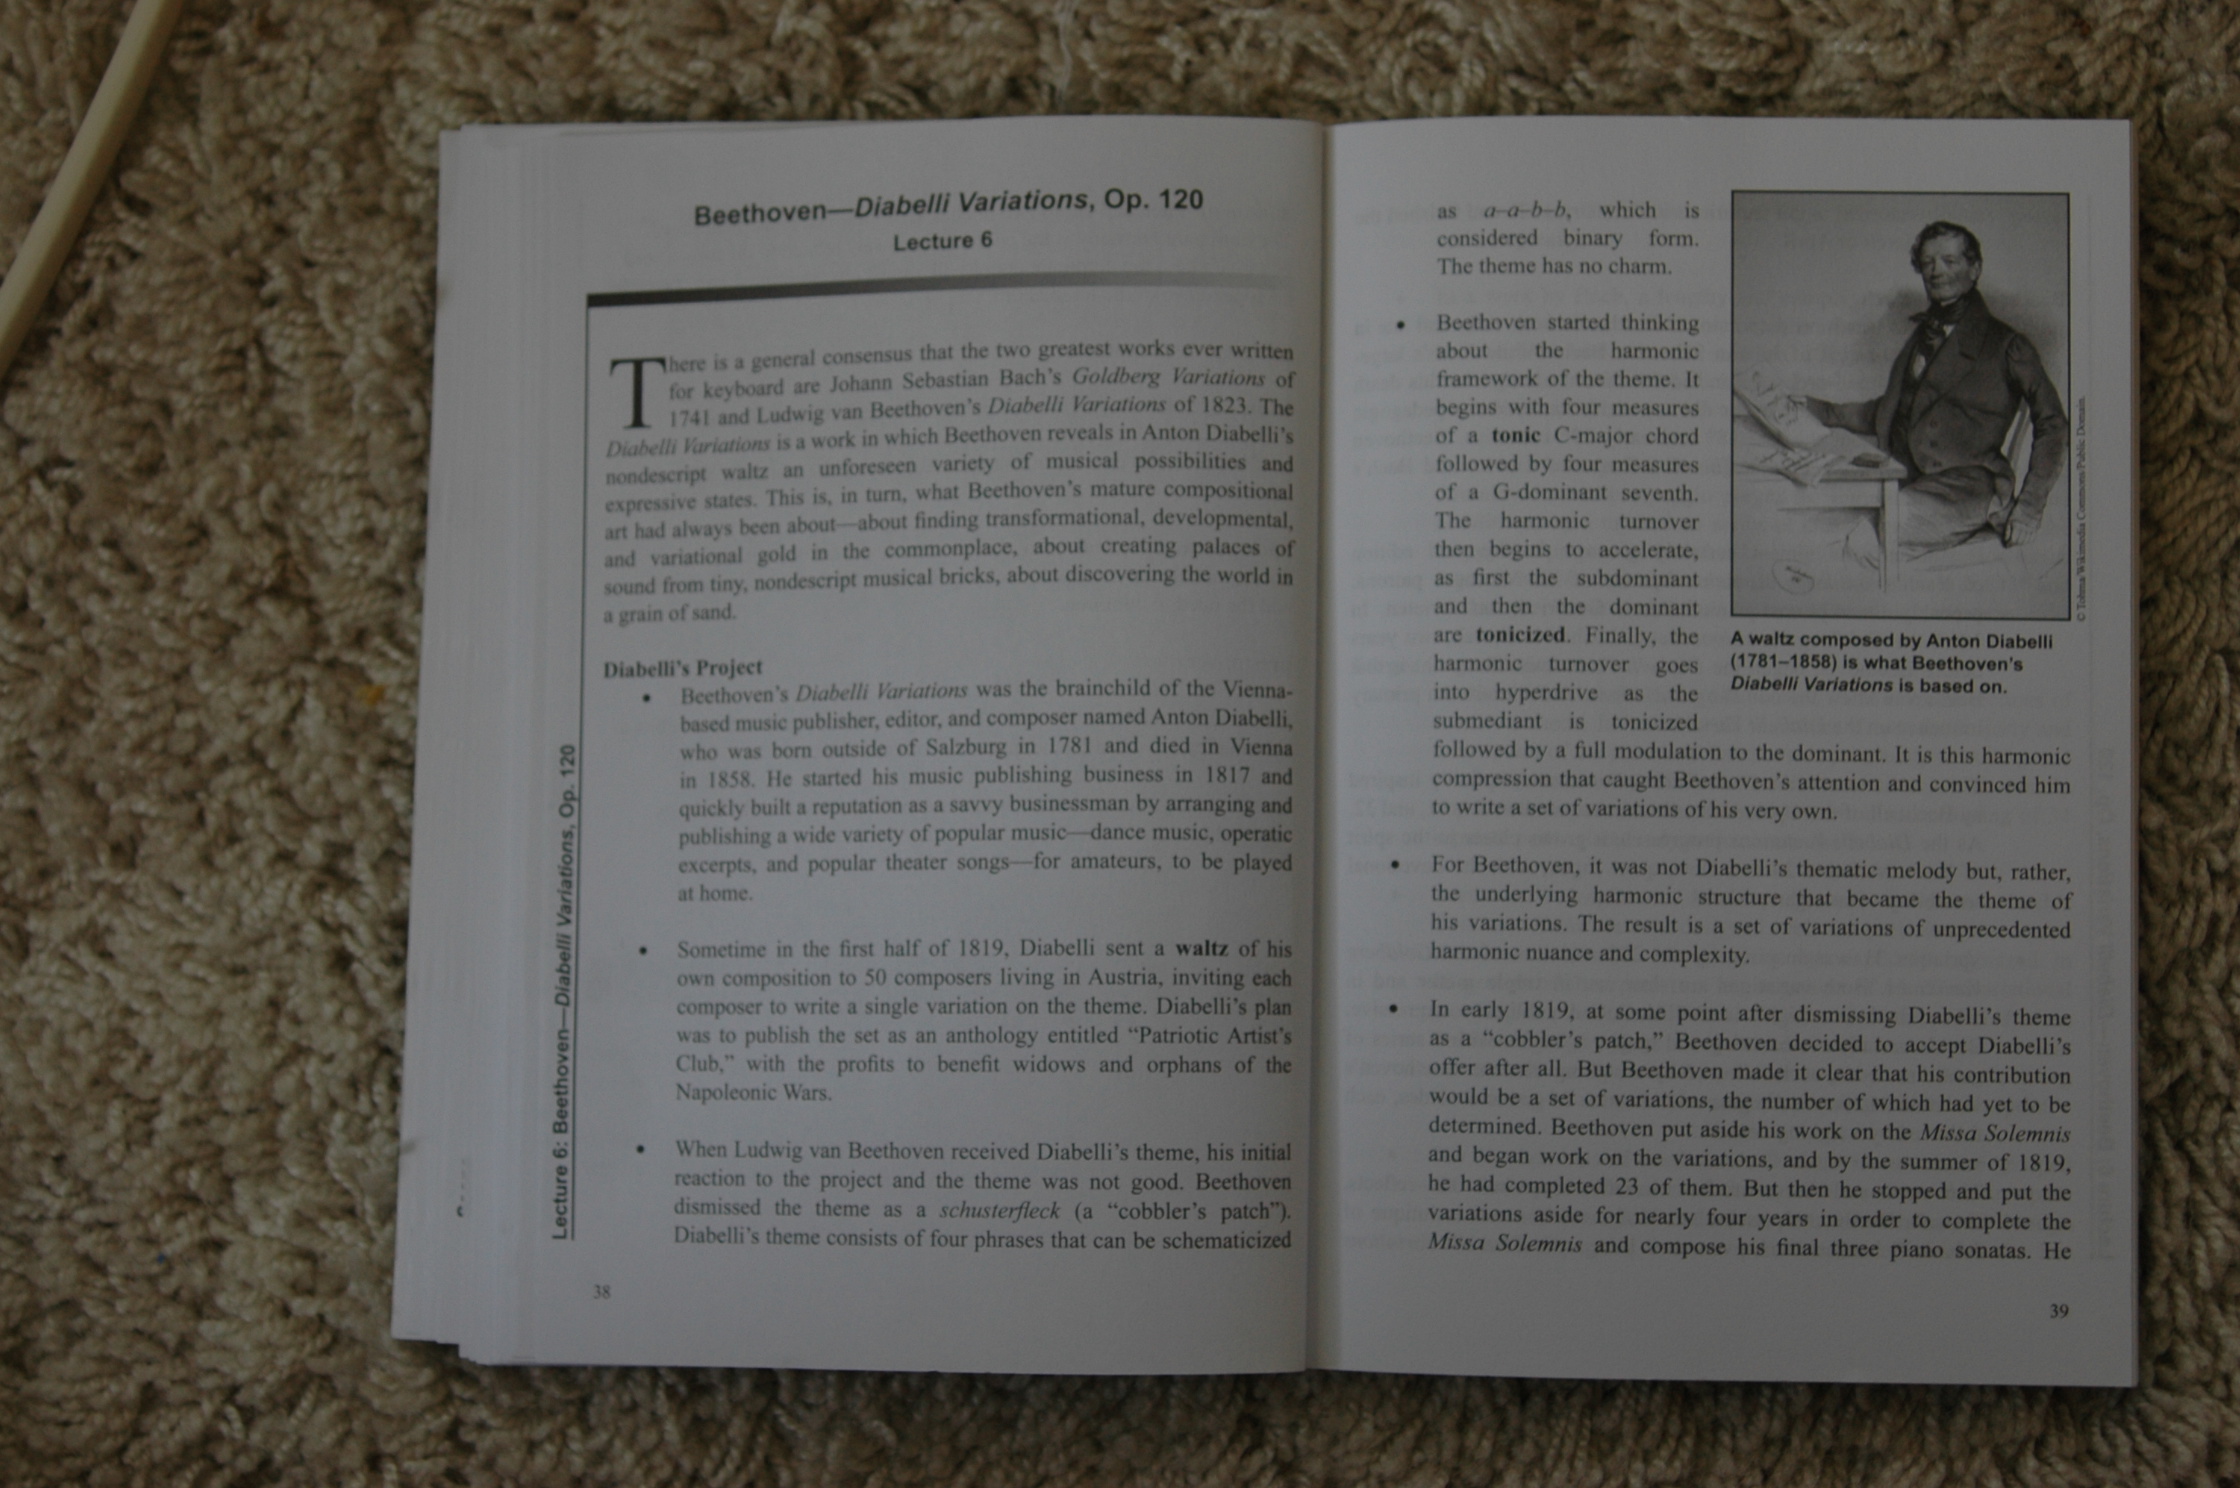 Beethoven—Diabelli Variations, Op. 120
Lecture 6
There is a general consensus that the two greatest works ever written
for keyboard are Johann Sebastian Bach's Goldberg Variations of
1741 and Ludwig van Beethoven's Diabelli Variations of 1823. The
Diabelli Variations is a work in which Beethoven reveals in Anton Diabelli's
nondescript waltz an unforeseen variety of musical possibilities and
expressive states. This is, in turn, what Beethoven's mature compositional
art had always been about—about finding transformational, developmental,
and variational gold in the commonplace, about creating palaces of
sound from tiny, nondescript musical bricks, about discovering the world in
a grain of sand.
Diabelli's Project
• Beethoven's Diabelli Variations was the brainchild of the Vienna-
based music publisher, editor, and composer named Anton Diabelli,
who was born outside of Salzburg in 1781 and died in Vienna
in 1858. He started his music publishing business in 1817 and
quickly built a reputation as a savvy businessman by arranging and
publishing a wide variety of popular music—dance music, operatic
excerpts, and popular theater songs—for amateurs, to be played
at home.
• Sometime in the first half of 1819, Diabelli sent a waltz of his
own composition to 50 composers living in Austria, inviting each
composer to write a single variation on the theme. Diabelli's plan
was to publish the set as an anthology entitled “Patriotic Artist's
Club,” with the profits to benefit widows and orphans of the
Napoleonic Wars.
• When Ludwig van Beethoven received Diabelli's theme, his initial
reaction to the project and the theme was not good. Beethoven
dismissed the theme as a schusterfleck (a “cobbler's patch”).
Diabelli's theme consists of four phrases that can be schematicized
Lecture 6: Beethoven—Diabelli Variations, Op. 120
38
as a–a–b–b, which is
considered binary form.
The theme has no charm.
• Beethoven started thinking
about the harmonic
framework of the theme. It
begins with four measures
of a tonic C-major chord
followed by four measures
of a G-dominant seventh.
The harmonic turnover
then begins to accelerate,
as first the subdominant
and then the dominant
are tonicized. Finally, the
harmonic turnover goes
into hyperdrive as the
submediant is tonicized
followed by a full modulation to the dominant. It is this harmonic
compression that caught Beethoven's attention and convinced him
to write a set of variations of his very own.
© Tohma/Wikimedia Commons/Public Domain.
A waltz composed by Anton Diabelli
(1781–1858) is what Beethoven's
Diabelli Variations is based on.
• For Beethoven, it was not Diabelli's thematic melody but, rather,
the underlying harmonic structure that became the theme of
his variations. The result is a set of variations of unprecedented
harmonic nuance and complexity.
• In early 1819, at some point after dismissing Diabelli's theme
as a “cobbler's patch,” Beethoven decided to accept Diabelli's
offer after all. But Beethoven made it clear that his contribution
would be a set of variations, the number of which had yet to be
determined. Beethoven put aside his work on the Missa Solemnis
and began work on the variations, and by the summer of 1819,
he had completed 23 of them. But then he stopped and put the
variations aside for nearly four years in order to complete the
Missa Solemnis and compose his final three piano sonatas. He
39